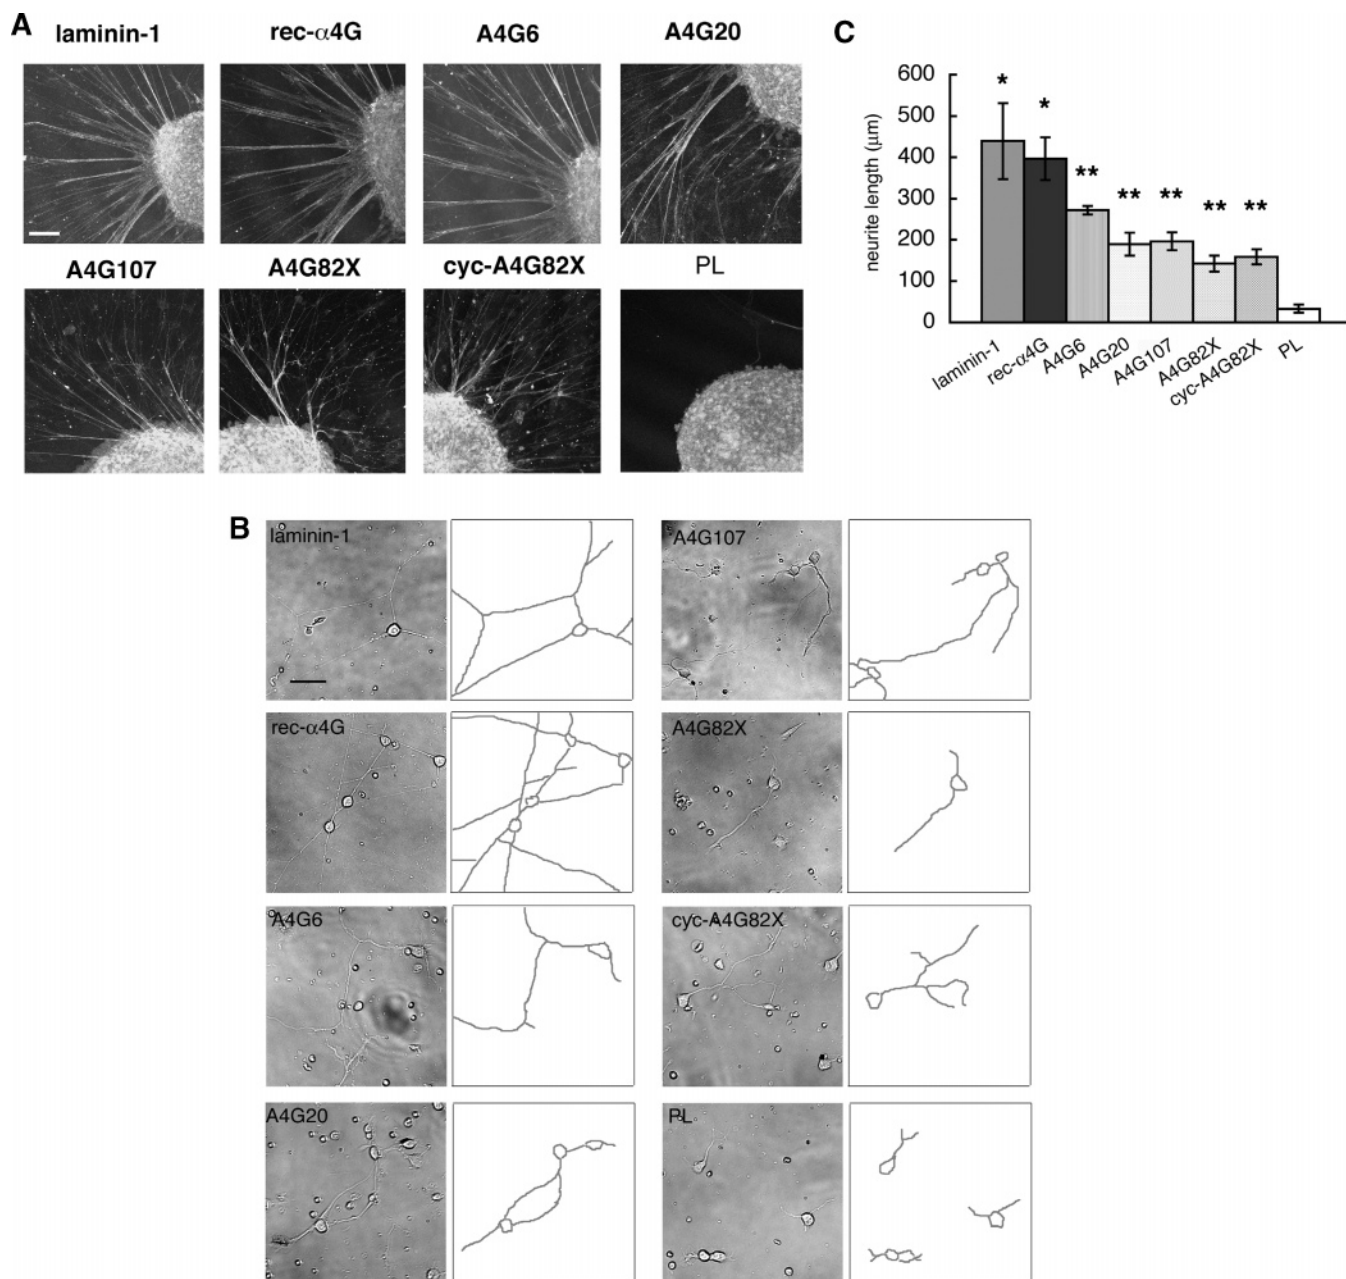 A
laminin-1
rec-α4G
A4G6
A4G20
A4G107
A4G82X
cyc-A4G82X
PL
C
600
500
400
300
200
100
0
neurite length (μm)
*
*
**
**
**
**
**
laminin-1
rec-α4G
A4G6
A4G20
A4G107
A4G82X
cyc-A4G82X
PL
B
laminin-1
A4G107
rec-α4G
A4G82X
A4G6
cyc-A4G82X
A4G20
PL